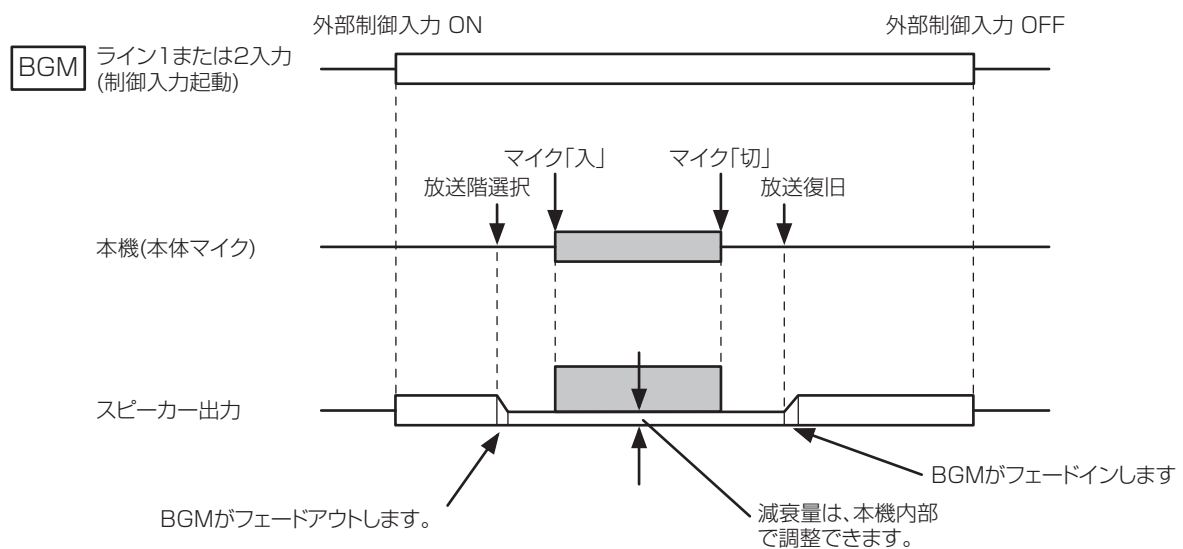 外部制御入力 ON
外部制御入力 OFF
BGM
ライン1または2入力
(制御入力起動)
マイク「入」
マイク「切」
放送階選択
放送復旧
本機(本体マイク)
スピーカー出力
BGMがフェードインします
BGMがフェードアウトします。
減衰量は、本機内部
で調整できます。